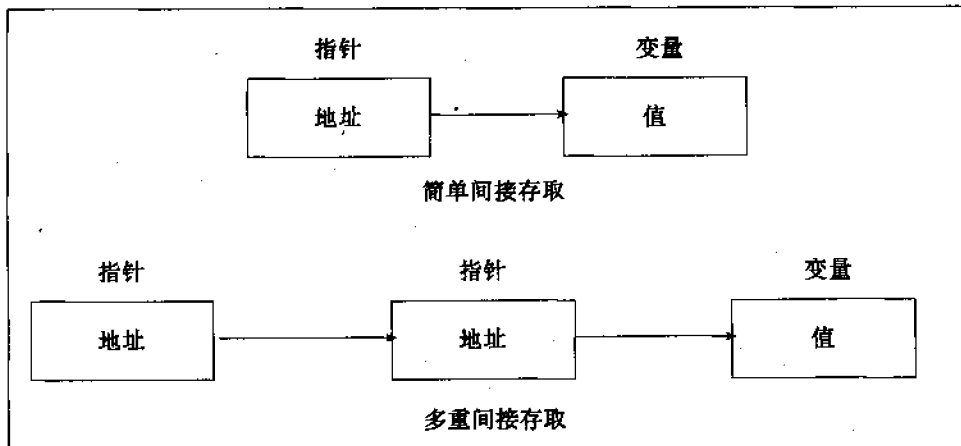 指针 变量
地址 值
简单间接存取
指针 指针 变量
地址 地址 值
多重间接存取